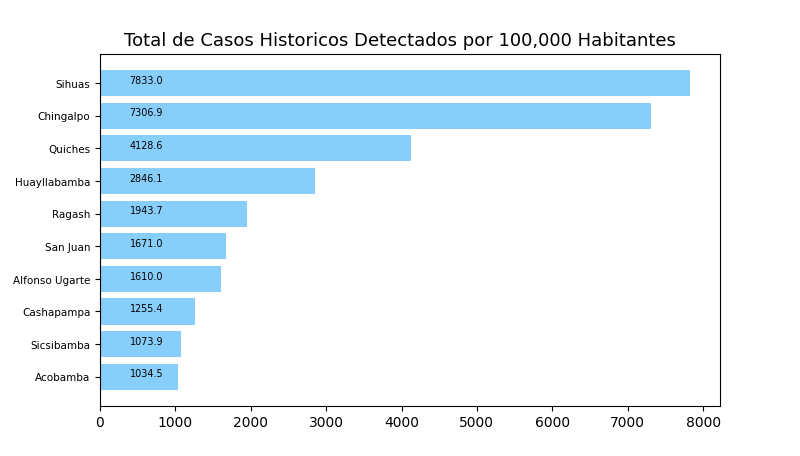 Total de Casos Historicos Detectados por 100,000 Habitantes
Sihuas 7833.0
Chingalpo 7306.9
Quiches 4128.6
Huayllabamba 2846.1
Ragash 1943.7
San Juan 1671.0
Alfonso Ugarte 1610.0
Cashapampa 1255.4
Sicsibamba 1073.9
Acobamba 1034.5
0 1000 2000 3000 4000 5000 6000 7000 8000